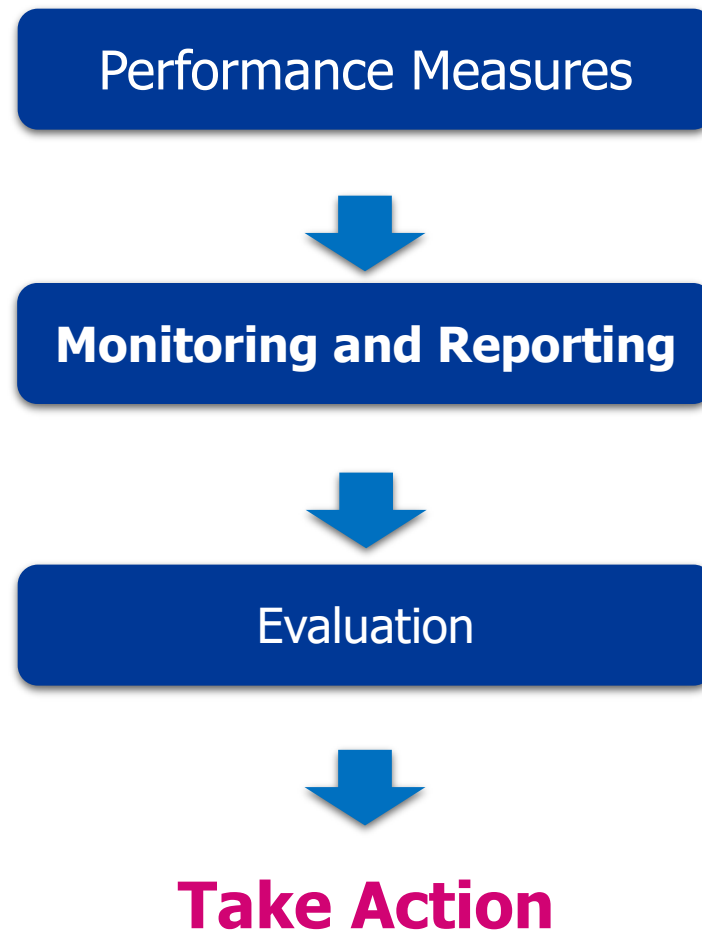 Performance Measures
Monitoring and Reporting
Evaluation
Take Action